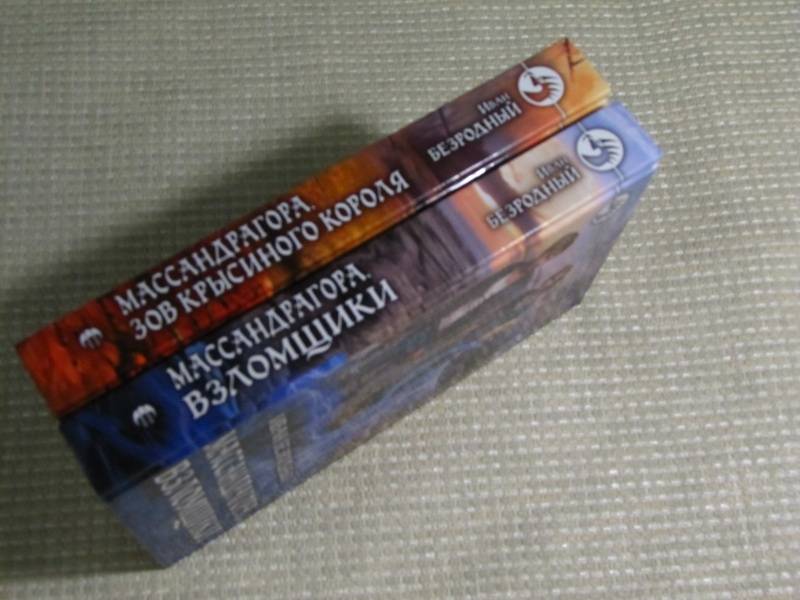 МАССАНДРАГОРА.
ЗОВ КРЫСИНОГО КОРОЛЯ
Иван
БЕЗРОДНЫЙ
МАССАНДРАГОРА.
ВЗЛОМЩИКИ
Иван
БЕЗРОДНЫЙ